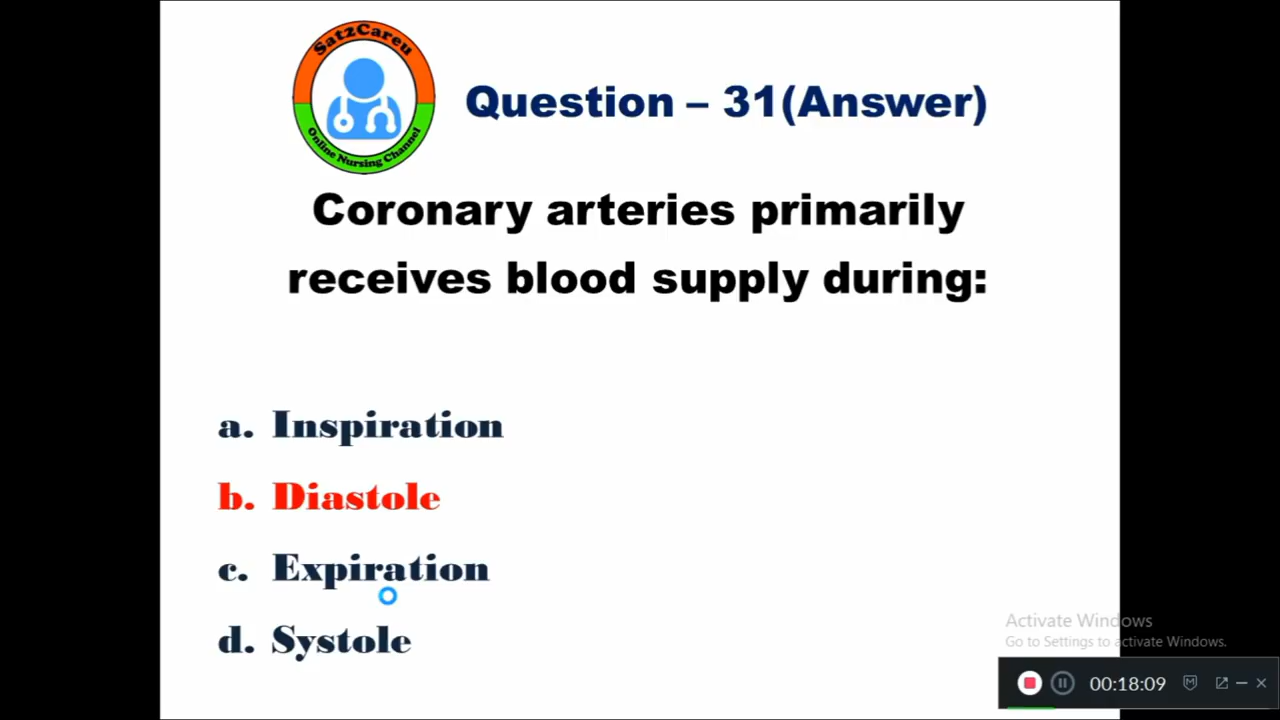 Sat2Careu
Online Nursing Channel
Question – 31(Answer)
Coronary arteries primarily
receives blood supply during:
a. Inspiration
b. Diastole
c. Expiration
d. Systole
Activate Windows
Go to Settings to activate Windows.
00:18:09